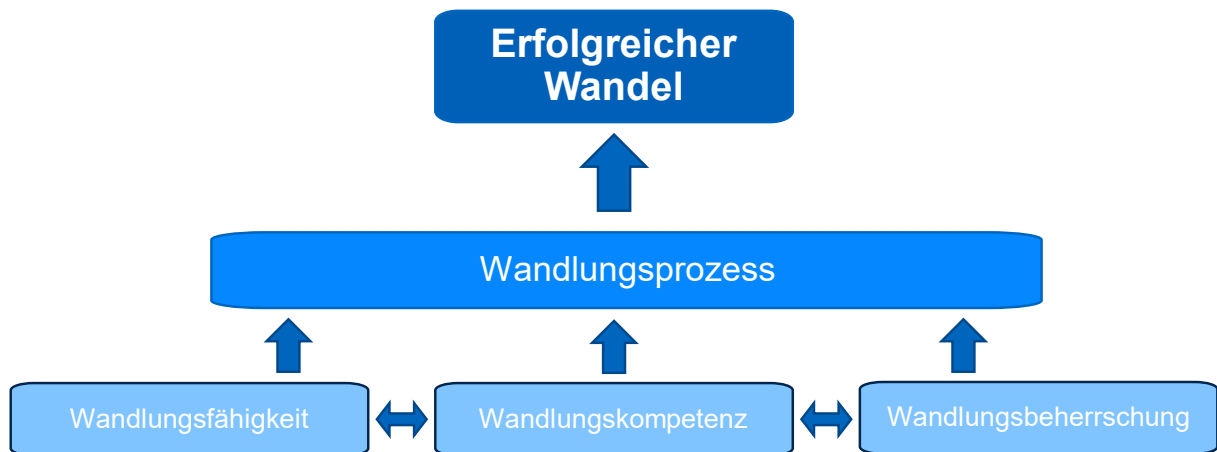 Erfolgreicher
Wandel
Wandlungsprozess
Wandlungsfähigkeit
Wandlungskompetenz
Wandlungsbeherrschung